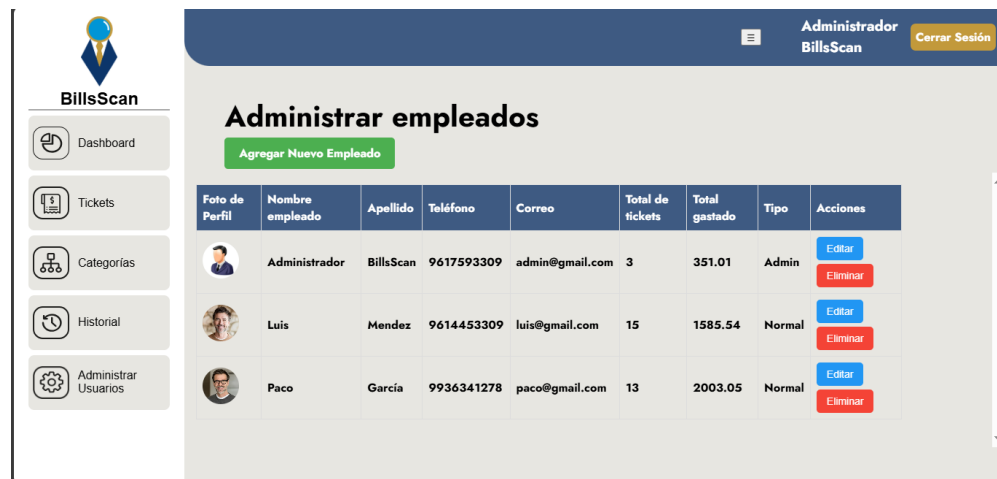 BillsScan
Dashboard
Tickets
Categorías
Historial
Administrar
Usuarios
Administrador
BillsScan
Cerrar Sesión
Administrar empleados
Agregar Nuevo Empleado
Foto de Perfil Nombre empleado Apellido Teléfono Correo Total de tickets Total gastado Tipo Acciones
Administrador BillsScan 9617593309 admin@gmail.com 3 351.01 Admin Editar
Eliminar
Luis Mendez 9614453309 luis@gmail.com 15 1585.54 Normal Editar
Eliminar
Paco García 9936341278 paco@gmail.com 13 2003.05 Normal Editar
Eliminar